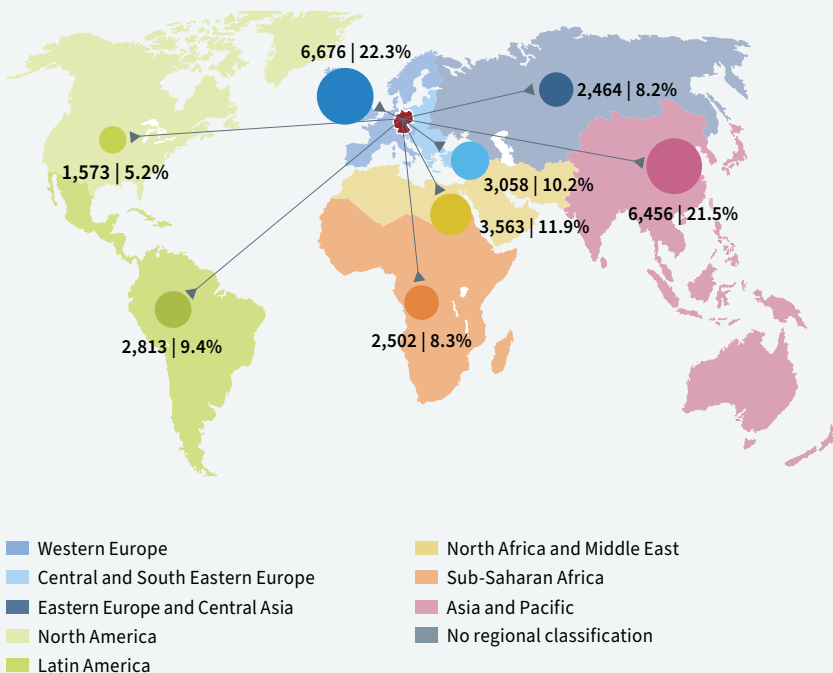 6,676 | 22.3%
2,464 | 8.2%
1,573 | 5.2%
3,058 | 10.2%
6,456 | 21.5%
3,563 | 11.9%
2,813 | 9.4%
2,502 | 8.3%
Western Europe
Central and South Eastern Europe
Eastern Europe and Central Asia
North America
Latin America
North Africa and Middle East
Sub-Saharan Africa
Asia and Pacific
No regional classification